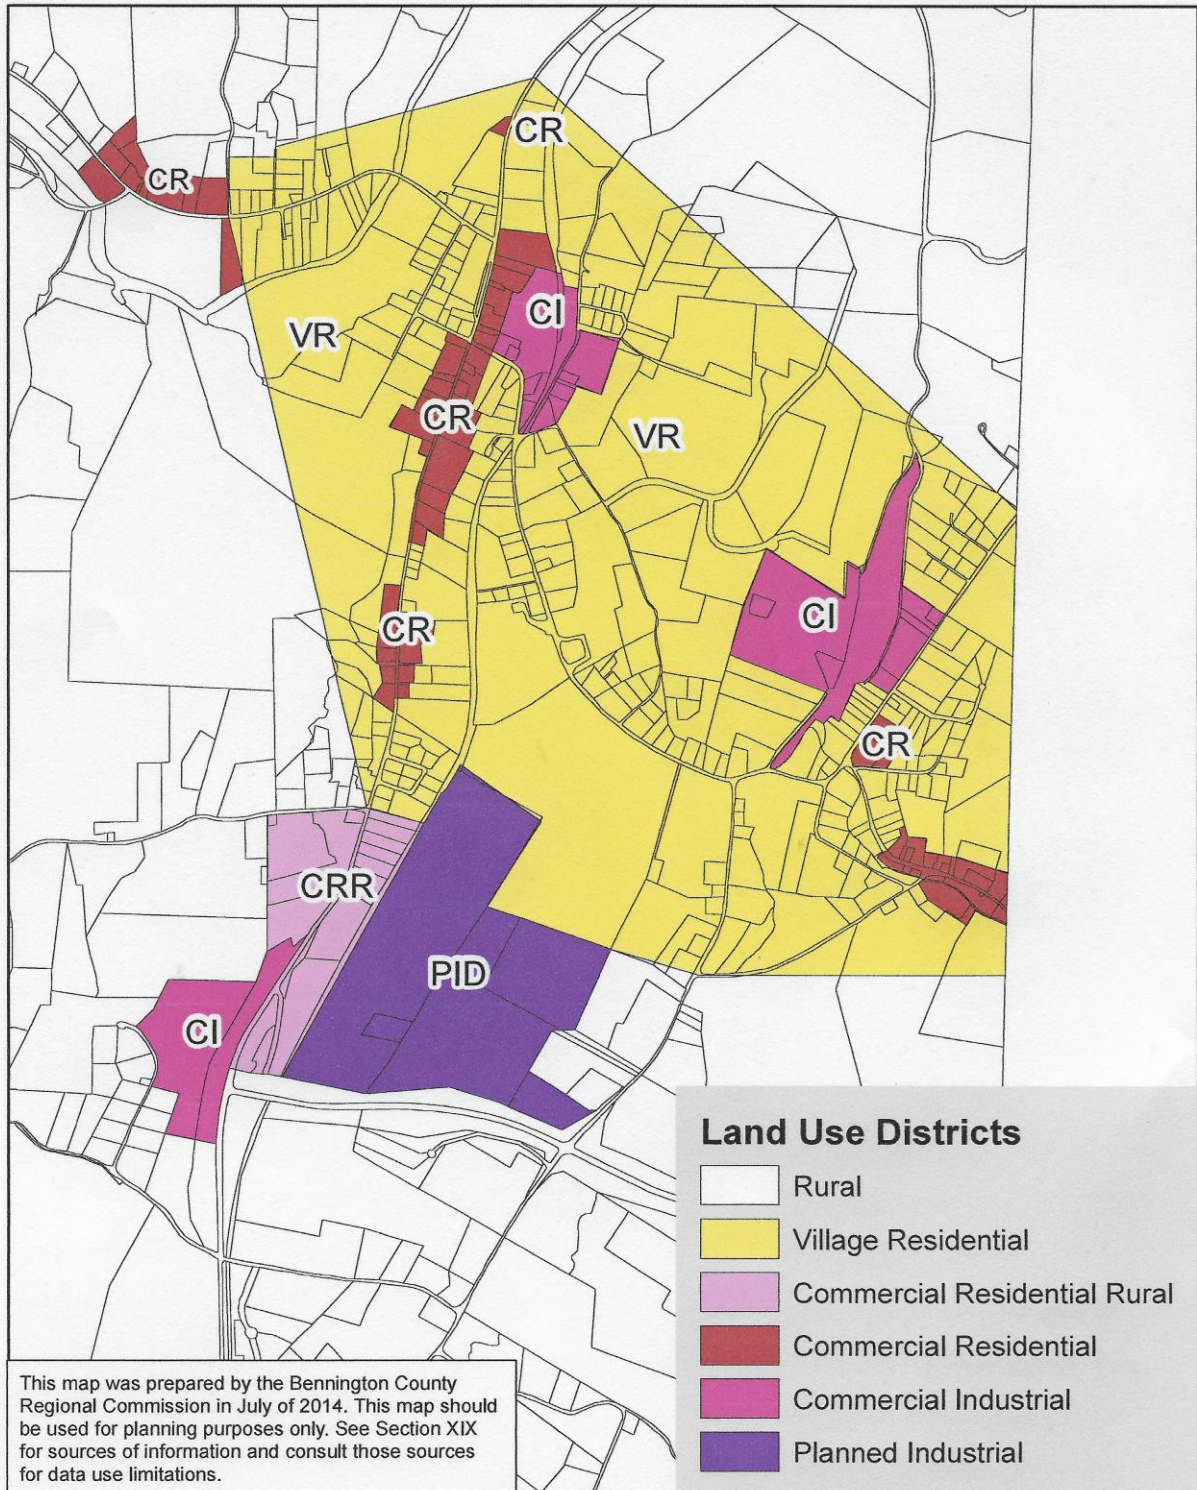 CR
CR
CI
VR
CR
VR
CI
CR
CR
CRR
PID
CI
Land Use Districts
Rural
Village Residential
Commercial Residential Rural
Commercial Residential
Commercial Industrial
Planned Industrial
This map was prepared by the Bennington County
Regional Commission in July of 2014. This map should
be used for planning purposes only. See Section XIX
for sources of information and consult those sources
for data use limitations.